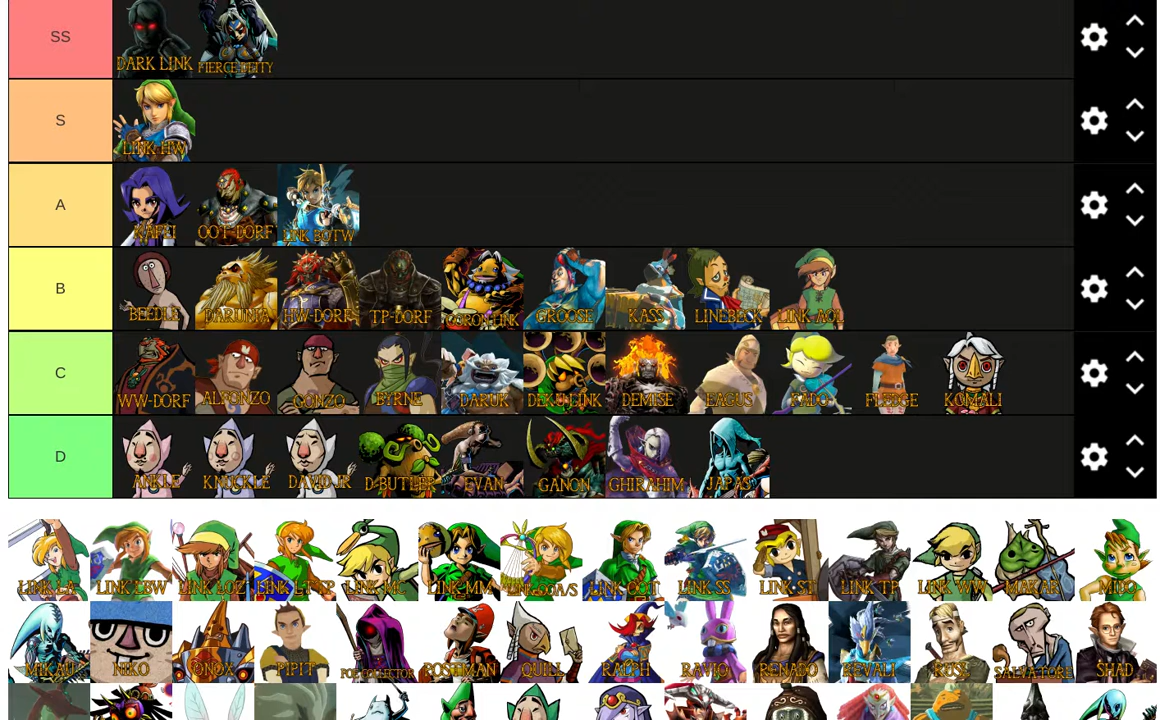 SS
DARK LINK FIERCE DEITY
S
LINK HW
A
KAFEI OOT-DORF LINK BOTW
B
BEEDLE DARUNIA HW-DORF TP-DORF GORON LINK GROOSE KASS LINEBECK LINK AOL
C
WW-DORF ALFONZO GONZO BYRNE DARUK DEKU LINK DEMISE EAGUS FADO FLEDGE KOMALI
D
ANKLE KNUCKLE DAVID JR D-BUTLER EVAN GANON GHIRAHIM JAPAS
LINK LA LINK LBW LINK LOZ LINK LTTP LINK MC LINK MM LINK OOA/S LINK OOT LINK SS LINK ST LINK TP LINK WW MAKAR MIDO
MIKAU NIKO ONOX PIPIT POE COLLECTOR POSTMAN QUILL RALPH RAVIO RENADO REVALI RUSL SALVATORE SHAD